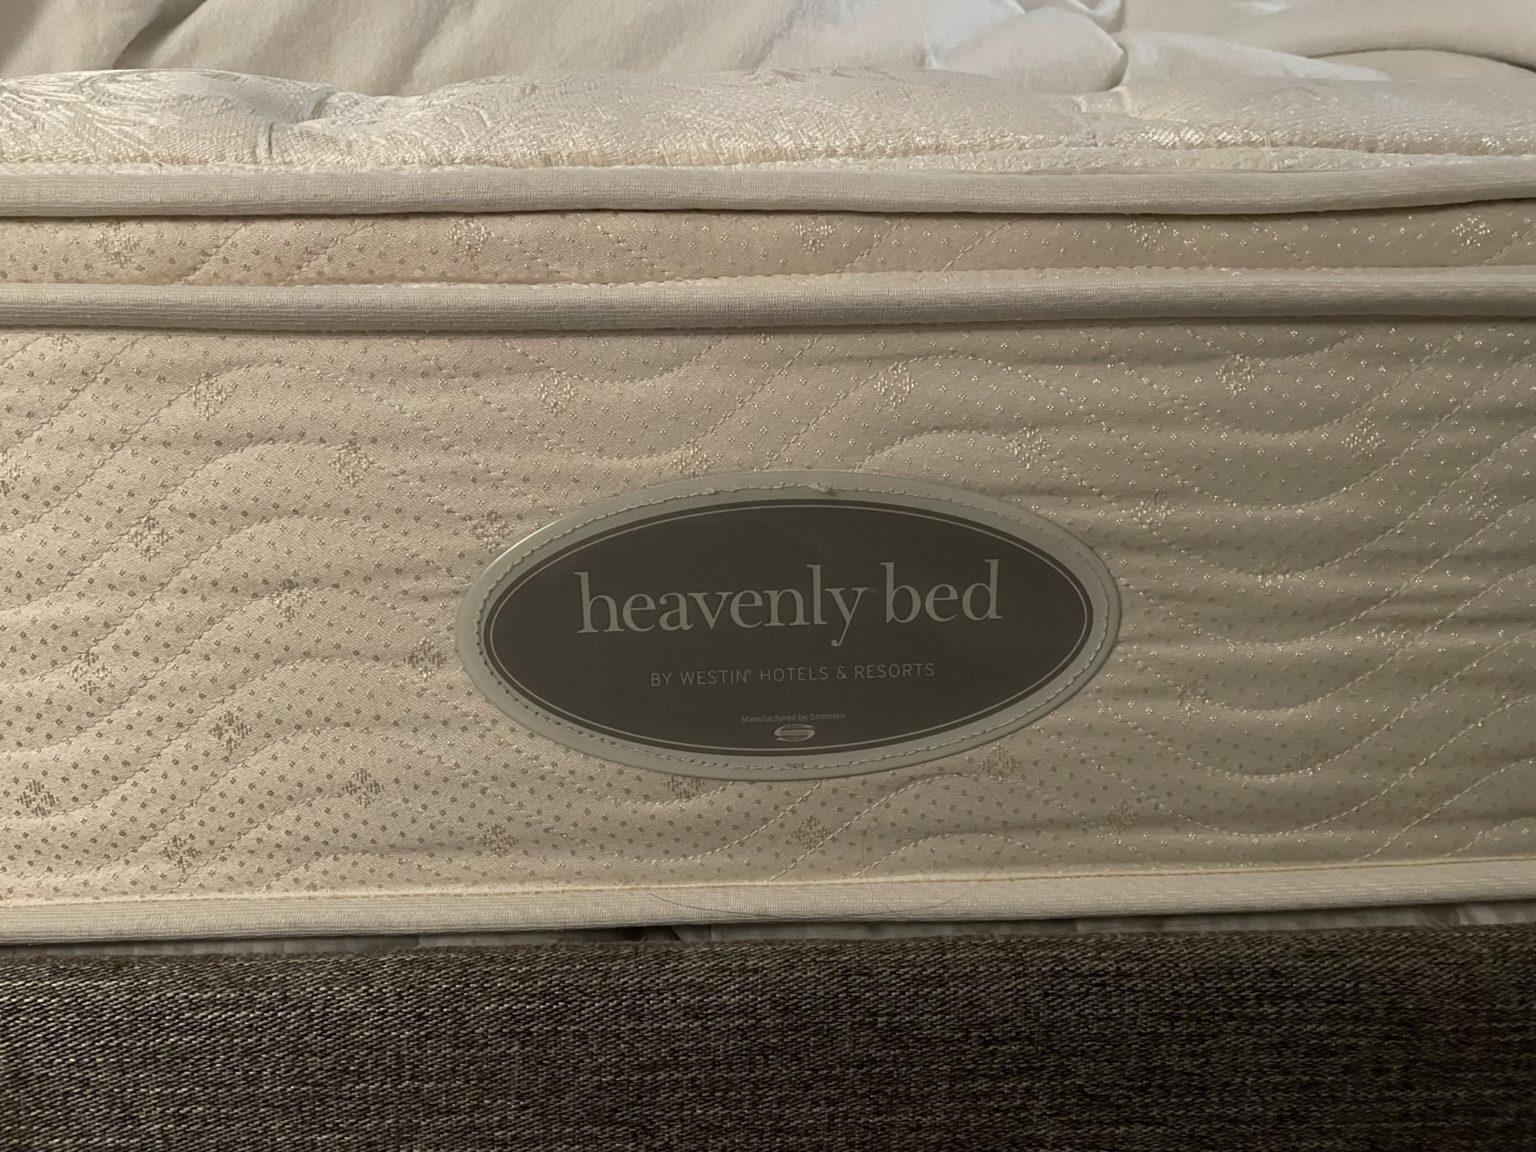 heavenly bed
BY WESTIN® HOTELS & RESORTS
Manufactured by Simmons